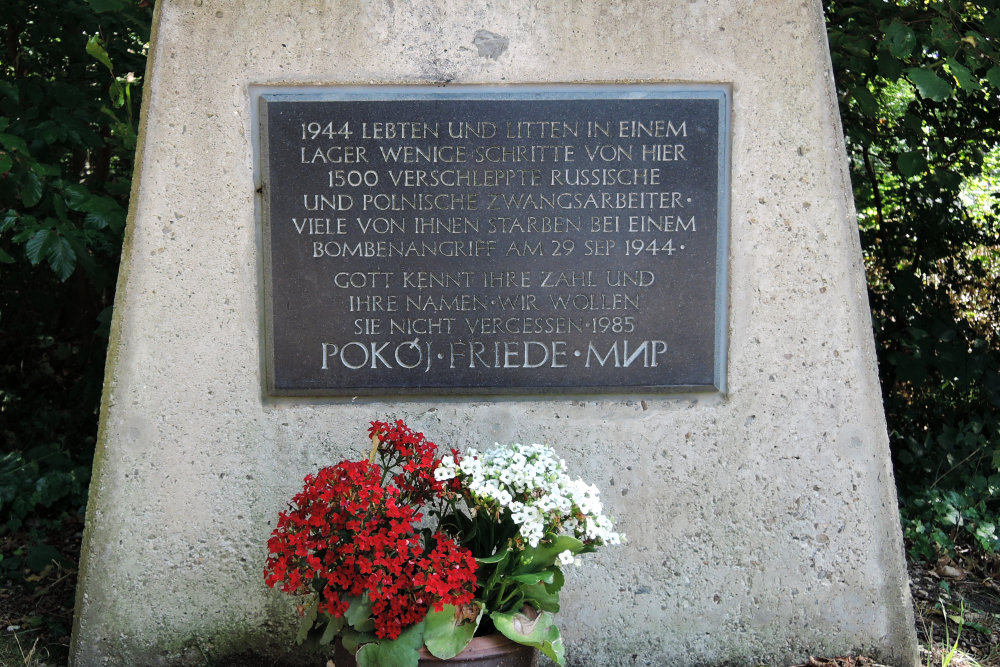 1944 LEBTEN UND LITTEN IN EINEM
LAGER WENIGE SCHRITTE VON HIER
1500 VERSCHLEPPTE RUSSISCHE
UND POLNISCHE ZWANGSARBEITER·
VIELE VON IHNEN STARBEN BEI EINEM
BOMBENANGRIFF AM 29 SEP 1944·
GOTT KENNT IHRE ZAHL UND
IHRE NAMEN·WIR WOLLEN
SIE NICHT VERGESSEN·1985
POKÓJ·FRIEDE·МИР